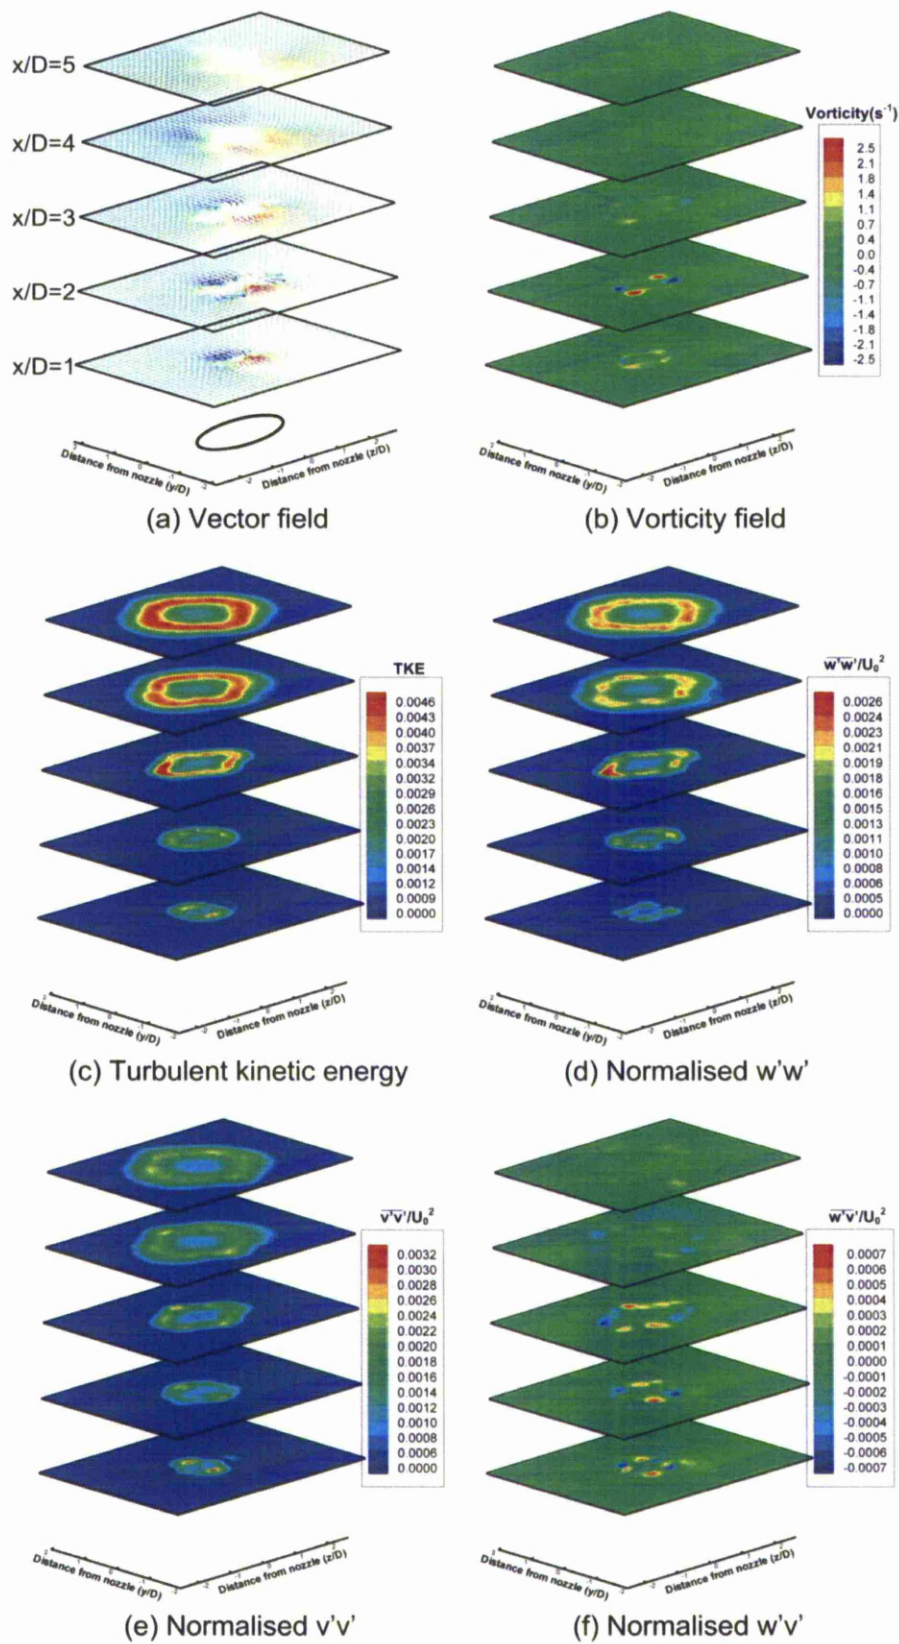 x/D=5
x/D=4
x/D=3
x/D=2
x/D=1
Distance from nozzle (y/D)
Distance from nozzle (z/D)
(a) Vector field
Vorticity(s⁻¹)
2.5
2.1
1.8
1.4
1.1
0.7
0.4
0.0
-0.4
-0.7
-1.1
-1.4
-1.8
-2.1
-2.5
Distance from nozzle (y/D)
Distance from nozzle (z/D)
(b) Vorticity field
TKE
0.0046
0.0043
0.0040
0.0037
0.0034
0.0032
0.0029
0.0026
0.0023
0.0020
0.0017
0.0014
0.0012
0.0009
0.0000
Distance from nozzle (y/D)
Distance from nozzle (z/D)
(c) Turbulent kinetic energy
w'w'/U₀²
0.0026
0.0024
0.0023
0.0021
0.0019
0.0018
0.0016
0.0015
0.0013
0.0011
0.0010
0.0008
0.0006
0.0005
0.0000
Distance from nozzle (y/D)
Distance from nozzle (z/D)
(d) Normalised w'w'
v'v'/U₀²
0.0032
0.0030
0.0028
0.0026
0.0024
0.0022
0.0020
0.0018
0.0016
0.0014
0.0012
0.0010
0.0008
0.0006
0.0000
Distance from nozzle (y/D)
Distance from nozzle (z/D)
(e) Normalised v'v'
w'v'/U₀²
0.0007
0.0006
0.0005
0.0004
0.0003
0.0002
0.0001
0.0000
-0.0001
-0.0002
-0.0003
-0.0004
-0.0005
-0.0006
-0.0007
Distance from nozzle (y/D)
Distance from nozzle (z/D)
(f) Normalised w'v'